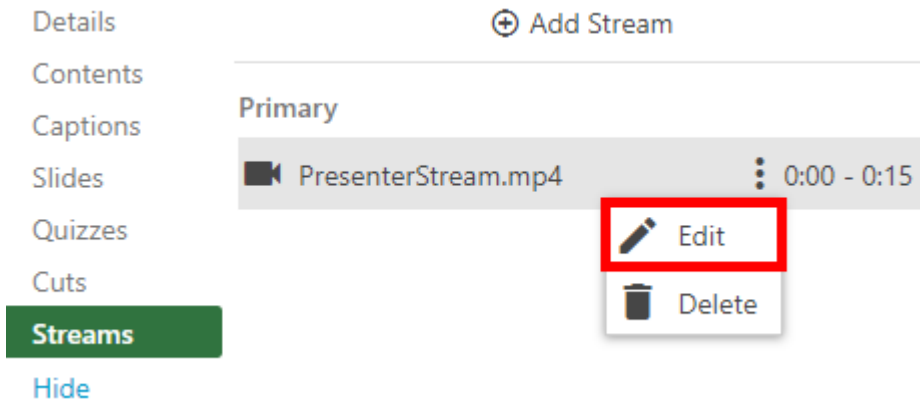 Details
Contents
Captions
Slides
Quizzes
Cuts
Streams
Hide
Add Stream
Primary
PresenterStream.mp4 0:00 - 0:15
Edit
Delete